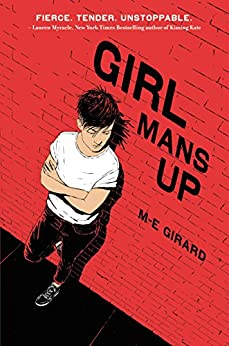 FIERCE. TENDER. UNSTOPPABLE.
—Lauren Myracle, New York Times Bestselling author of Kissing Kate
GIRL
MANS
UP
M-E GIRARD